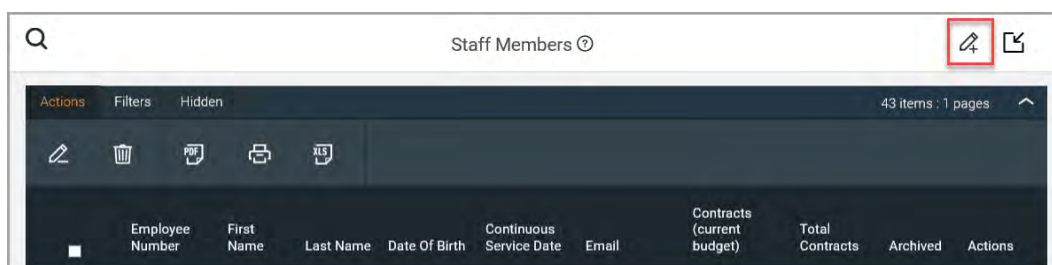 Staff Members ?
Actions Filters Hidden 43 items : 1 pages
PDF XLS
Employee Number First Name Last Name Date Of Birth Continuous Service Date Email Contracts (current budget) Total Contracts Archived Actions